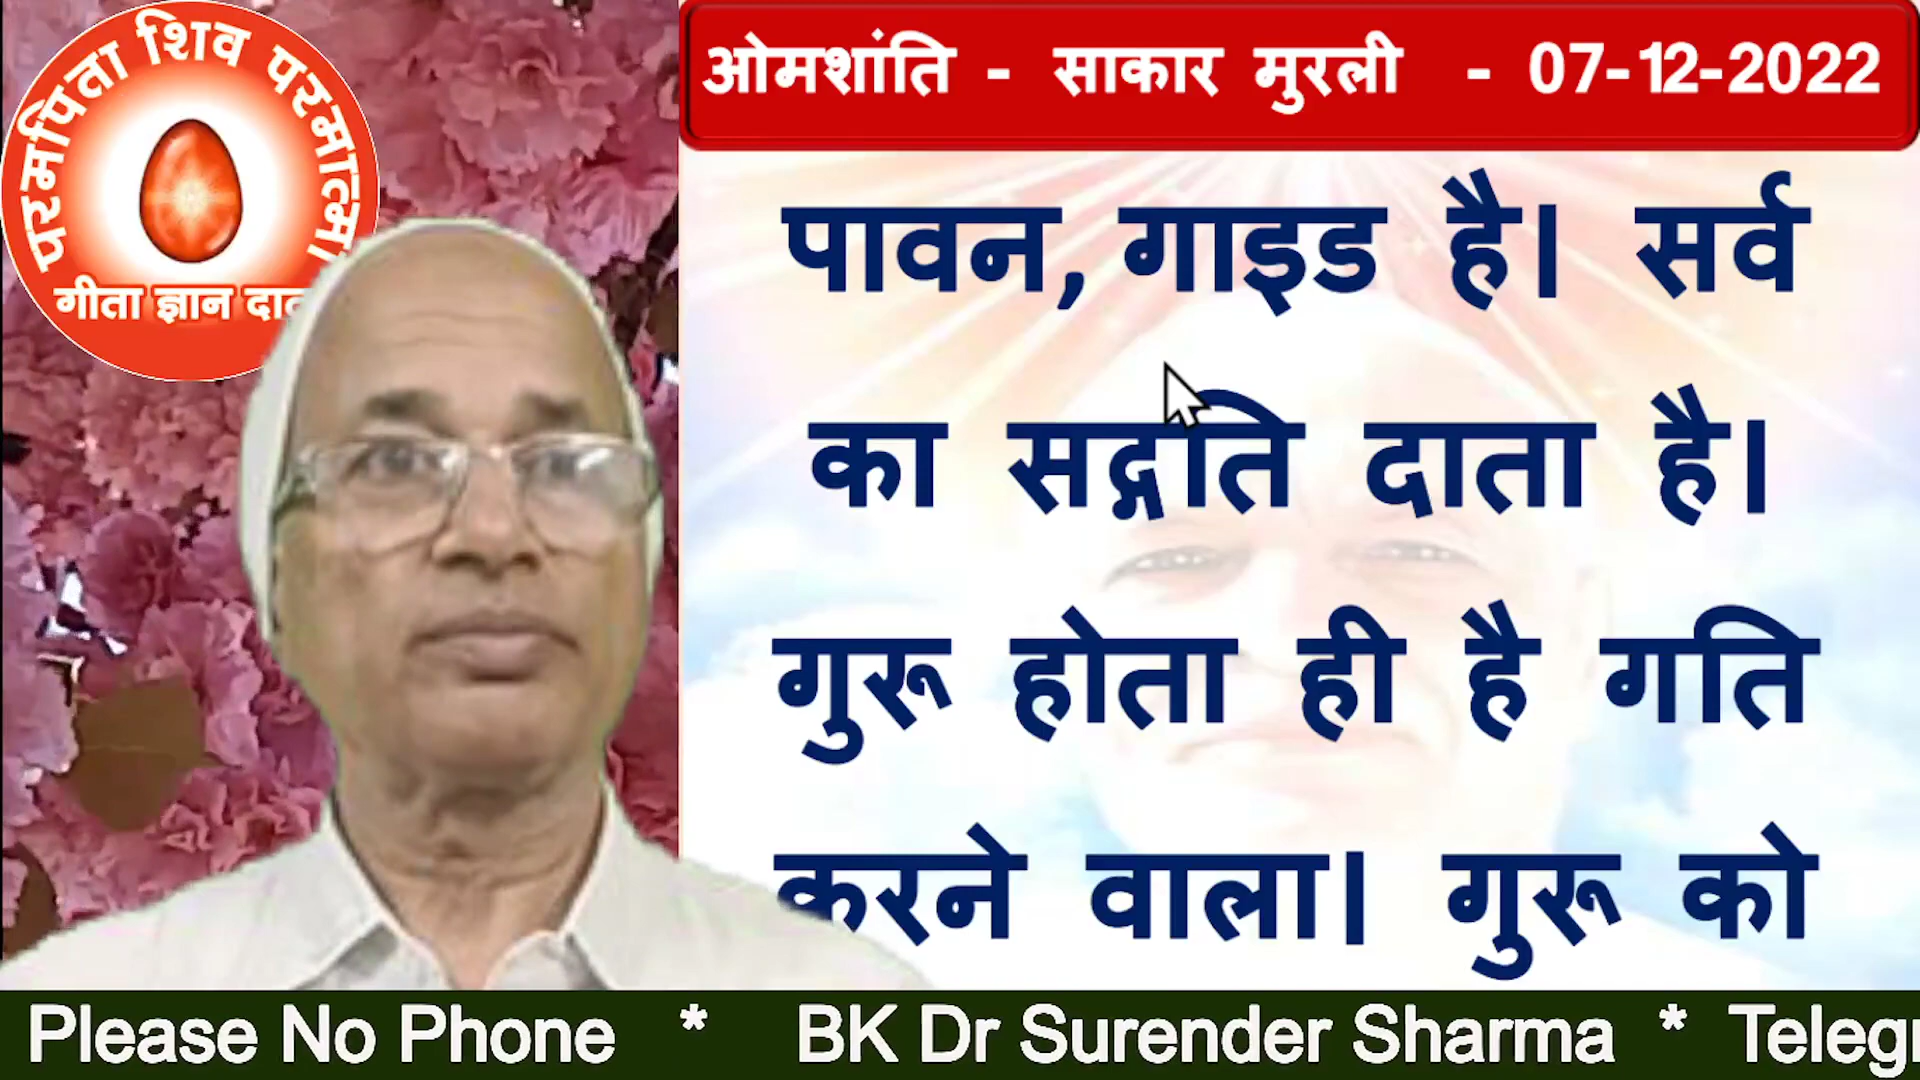 परमपिता शिव परमात्मा
गीता ज्ञान
ओमशांति - साकार मुरली - 07-12-2022
पावन, गाइड है। सर्व
का सद्गति दाता है।
गुरू होता ही है गति
करने वाला। गुरू को
Please No Phone * BK Dr Surender Sharma *